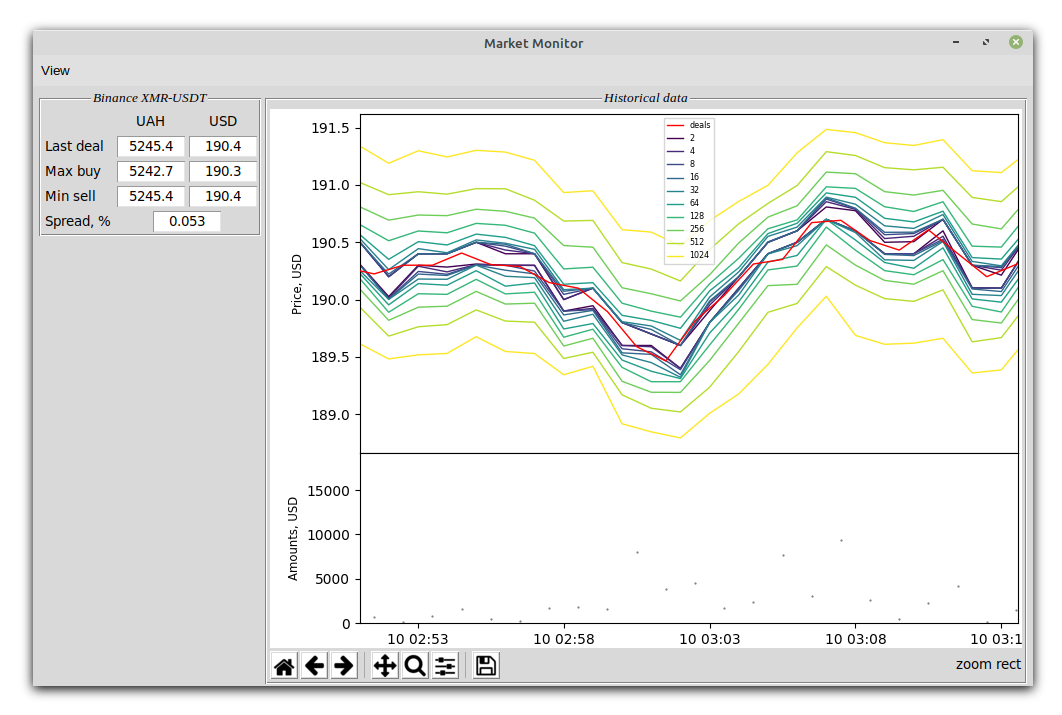 Market Monitor
View
Binance XMR-USDT
UAH USD
Last deal 5245.4 190.4
Max buy 5242.7 190.3
Min sell 5245.4 190.4
Spread, % 0.053
Historical data
191.5
191.0
190.5
190.0
189.5
189.0
Price, USD
deals
2
4
8
16
32
64
128
256
512
1024
15000
10000
5000
0
Amounts, USD
10 02:53 10 02:58 10 03:03 10 03:08 10 03:1
zoom rect